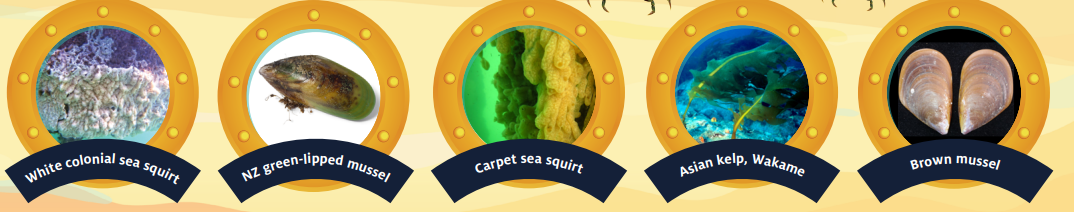 White colonial sea squirt
NZ green-lipped mussel
Carpet sea squirt
Asian kelp, Wakame
Brown mussel